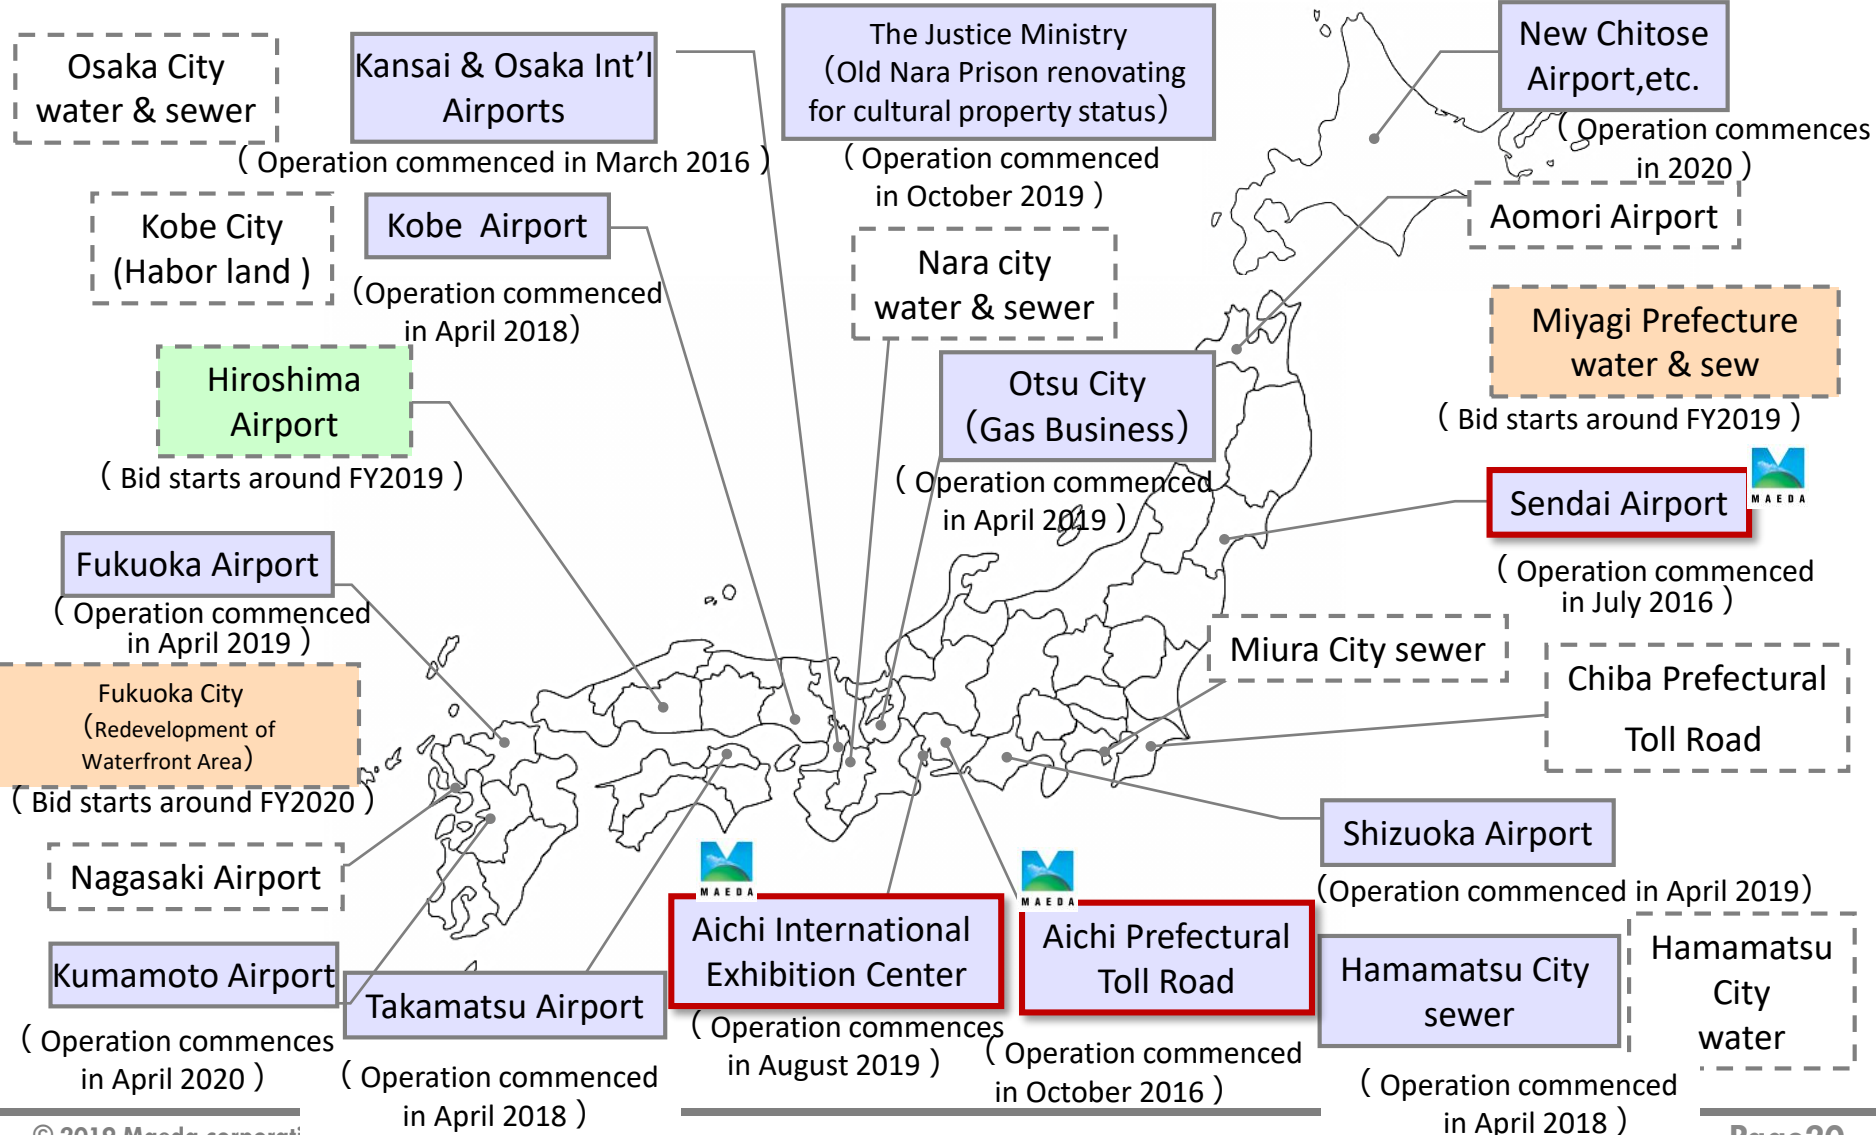 Osaka City
water & sewer
Kansai & Osaka Int'l
Airports
( Operation commenced in March 2016 )
The Justice Ministry
(Old Nara Prison renovating
for cultural property status)
( Operation commenced
in October 2019 )
New Chitose
Airport,etc.
( Operation commences
in 2020 )
Kobe City
(Habor land )
Kobe Airport
(Operation commenced
in April 2018)
Nara city
water & sewer
Aomori Airport
Hiroshima
Airport
( Bid starts around FY2019 )
Otsu City
(Gas Business)
( Operation commenced
in April 2019 )
Miyagi Prefecture
water & sew
( Bid starts around FY2019 )
MAEDA
Sendai Airport
( Operation commenced
in July 2016 )
Fukuoka Airport
( Operation commenced
in April 2019 )
Miura City sewer
Chiba Prefectural
Toll Road
Fukuoka City
(Redevelopment of
Waterfront Area)
( Bid starts around FY2020 )
Nagasaki Airport
Shizuoka Airport
(Operation commenced in April 2019)
Kumamoto Airport
( Operation commences
in April 2020 )
Takamatsu Airport
( Operation commenced
in April 2018 )
MAEDA
Aichi International
Exhibition Center
( Operation commences
in August 2019 )
MAEDA
Aichi Prefectural
Toll Road
( Operation commenced
in October 2016 )
Hamamatsu City
sewer
( Operation commenced
in April 2018 )
Hamamatsu
City
water
© 2019 Maeda
Page20